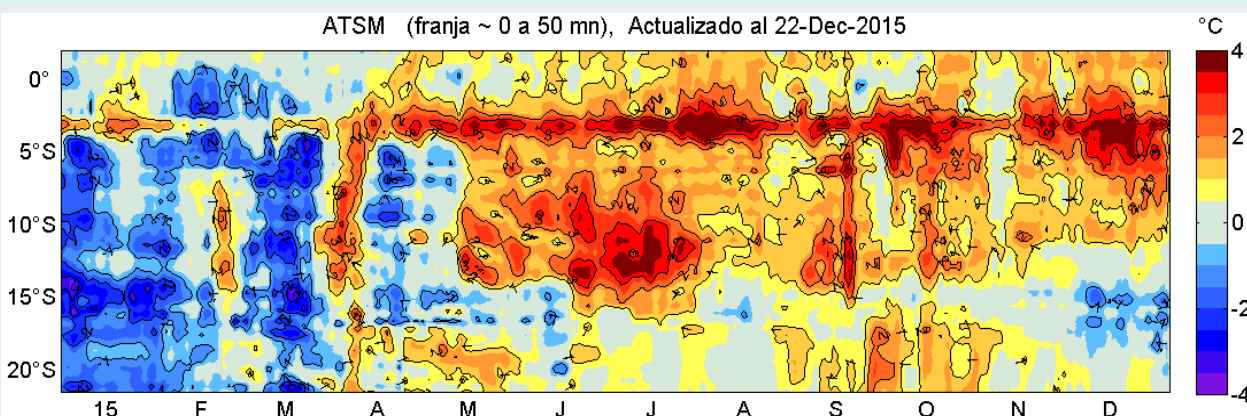 ATSM (franja ~ 0 a 50 mn), Actualizado al 22-Dec-2015
°C
0°
5°S
10°S
15°S
20°S
4
2
0
-2
-4
15 F M A M J J A S O N D